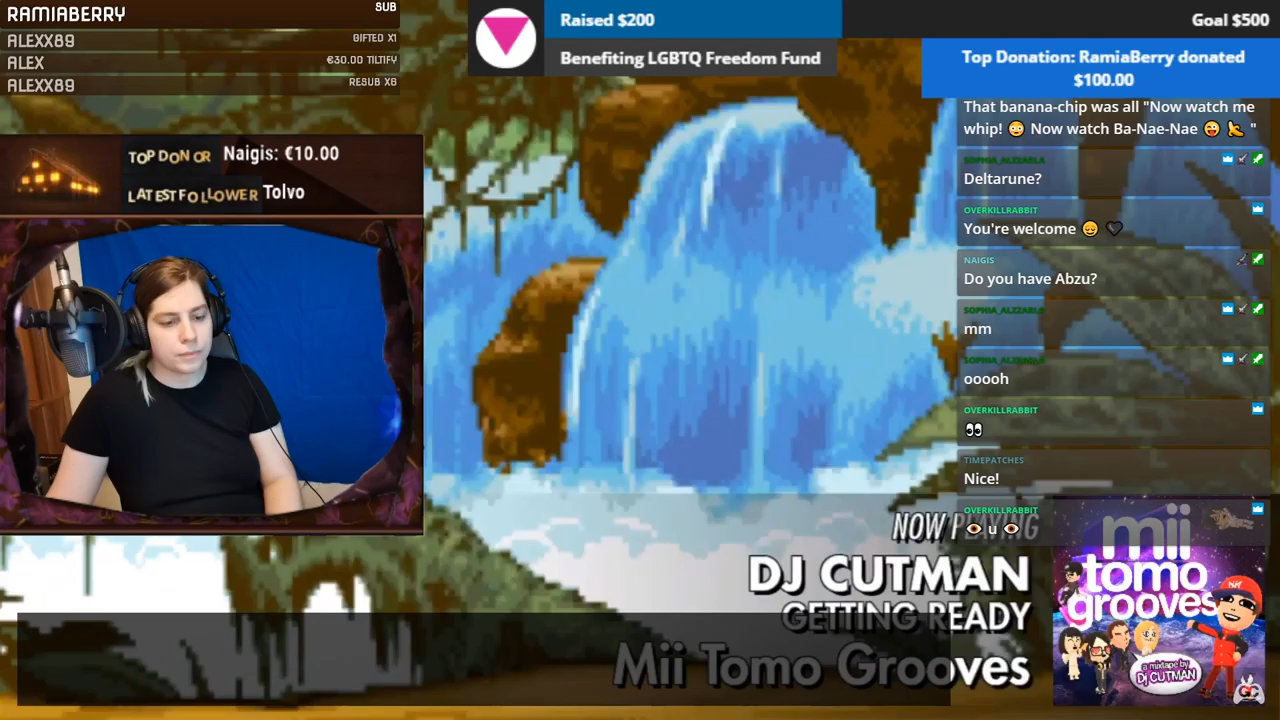 RAMIABERRY SUB
ALEXX89 GIFTED X1
ALEX €30.00 TILTIFY
ALEXX89 RESUB X8
Raised $200
Goal $500
Benefiting LGBTQ Freedom Fund
Top Donation: RamiaBerry donated
$100.00
TOP DONOR Naigis: €10.00
LATEST FOLLOWER Tolvo
That banana-chip was all "Now watch me
whip! 😳 Now watch Ba-Nae-Nae 😜 💪 "
SOPHIA_ALZZARLA
Deltarune?
OVERKILLRABBIT
You're welcome 😌 🖤
NAIGIS
Do you have Abzu?
SOPHIA_ALZZARLA
mm
SOPHIA_ALZZARLA
ooooh
OVERKILLRABBIT
👀
TIMEPATCHES
Nice!
OVERKILLRABBIT
👁 u 👁
NOW PLAYING
DJ CUTMAN
GETTING READY
Mii Tomo Grooves
mii
tomo
grooves
a mixtape by
DJ CUTMAN
GC